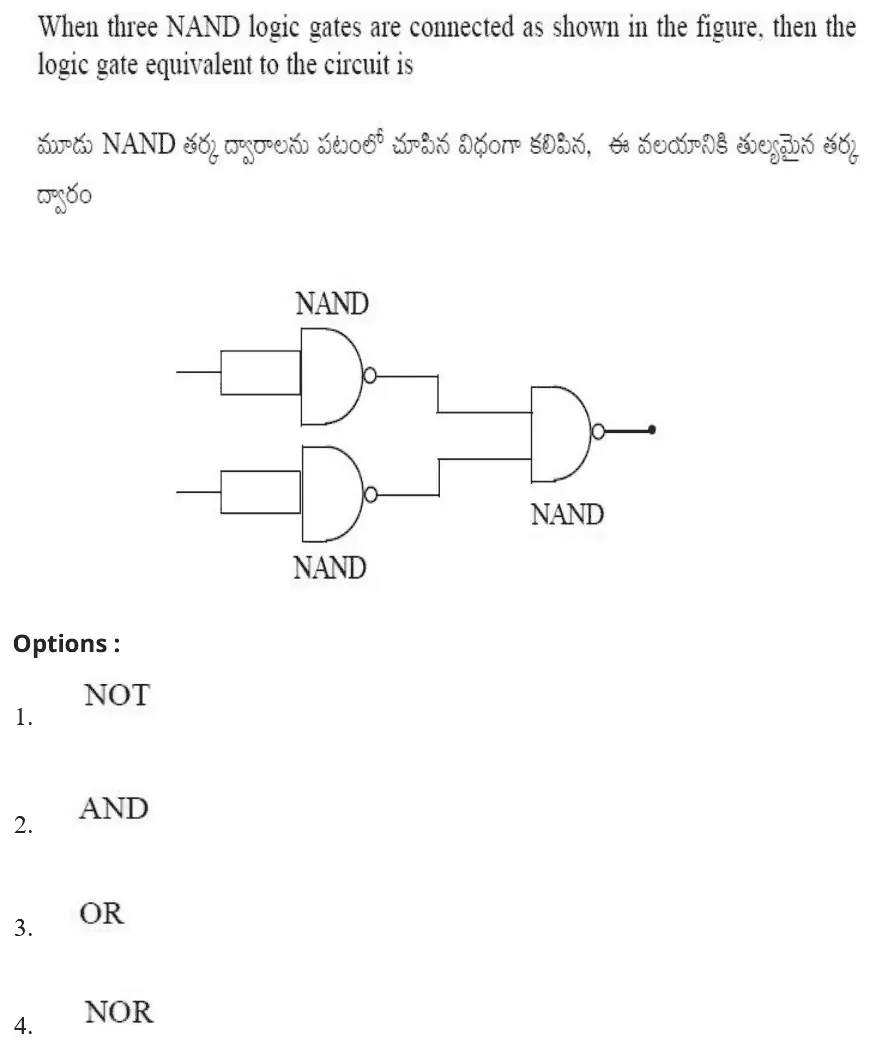 When three NAND logic gates are connected as shown in the figure, then the
logic gate equivalent to the circuit is
మూడు NAND తర్క ద్వారాలను పటంలో చూపిన విధంగా కలిపిన, ఈ వలయానికి తుల్యమైన తర్క
ద్వారం
NAND
NAND
NAND
Options :
1. NOT
2. AND
3. OR
4. NOR